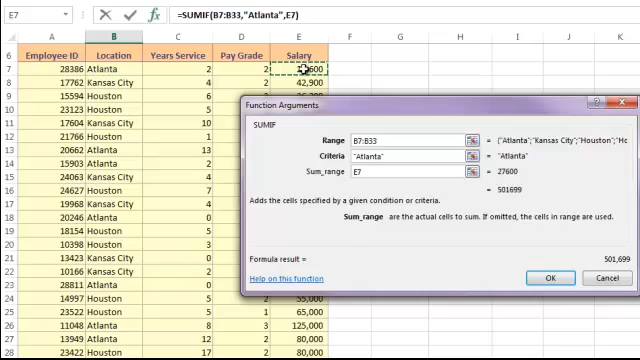 E7 =SUMIF(B7:B33,"Atlanta",E7)
A B C D E F G H K
6 Employee ID Location Years Service Pay Grade Salary
7 28386 Atlanta 2 2 600
8 17762 Kansas City 4 2 42,900
9 15594 Houston 6
10 23123 Houston 5
11 24716 Kansas City 10
12 21766 Houston 1
13 20662 Atlanta 13
14 15903 Atlanta 2
15 24063 Kansas City 4
16 24627 Houston 7
17 19968 Kansas City 4
18 20246 Atlanta 0
19 18154 Houston 5
20 10398 Houston 3
21 13423 Kansas City 0
22 10166 Kansas City 2
23 28811 Atlanta 0
24 14997 Houston 5 2 55,000
25 26115 Houston 5 1 65,000
26 11048 Houston 8 3 125,000
27 13949 Atlanta 12 2 80,000
28 23422 Houston 17 2 80,000
Function Arguments
SUMIF
Range B7:B33 = {"Atlanta";"Kansas City";"Houston";"Ho
Criteria "Atlanta" = "Atlanta"
Sum_range E7 = 27600
= 501699
Adds the cells specified by a given condition or criteria.
Sum_range are the actual cells to sum. If omitted, the cells in range are used.
Formula result = 501,699
Help on this function
OK Cancel